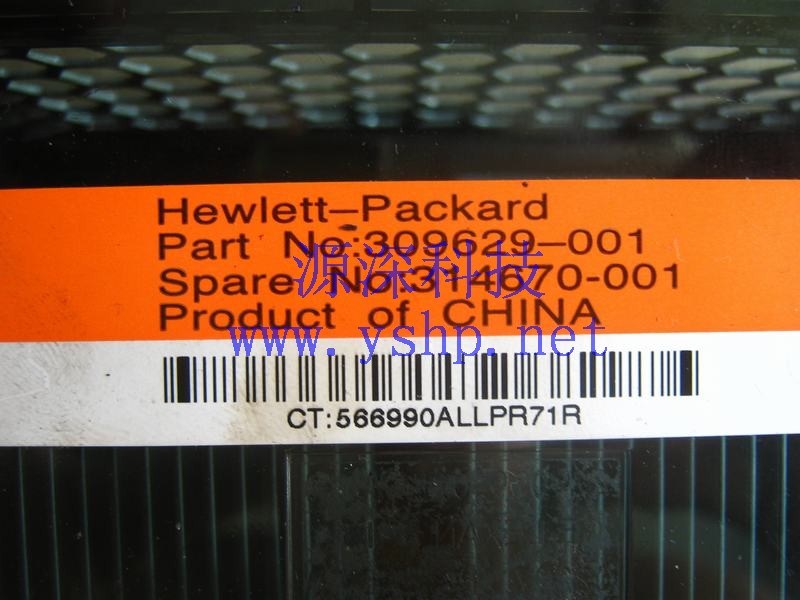 Hewlett-Packard
Part No:309629-001
源深科技
Spare No:314670-001
Product of CHINA
www.yshp.net
CT:566990ALLPR71R